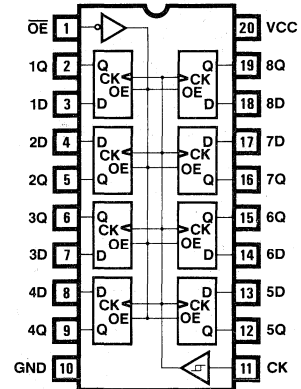 O̅E̅ 1 20 VCC
1Q 2 Q Q 19 8Q
CK CK
OE OE
1D 3 D D 18 8D
2D 4 D D 17 7D
CK CK
OE OE
2Q 5 Q Q 16 7Q
3Q 6 Q Q 15 6Q
CK CK
OE OE
3D 7 D D 14 6D
4D 8 D D 13 5D
CK CK
OE OE
4Q 9 Q Q 12 5Q
GND 10 11 CK